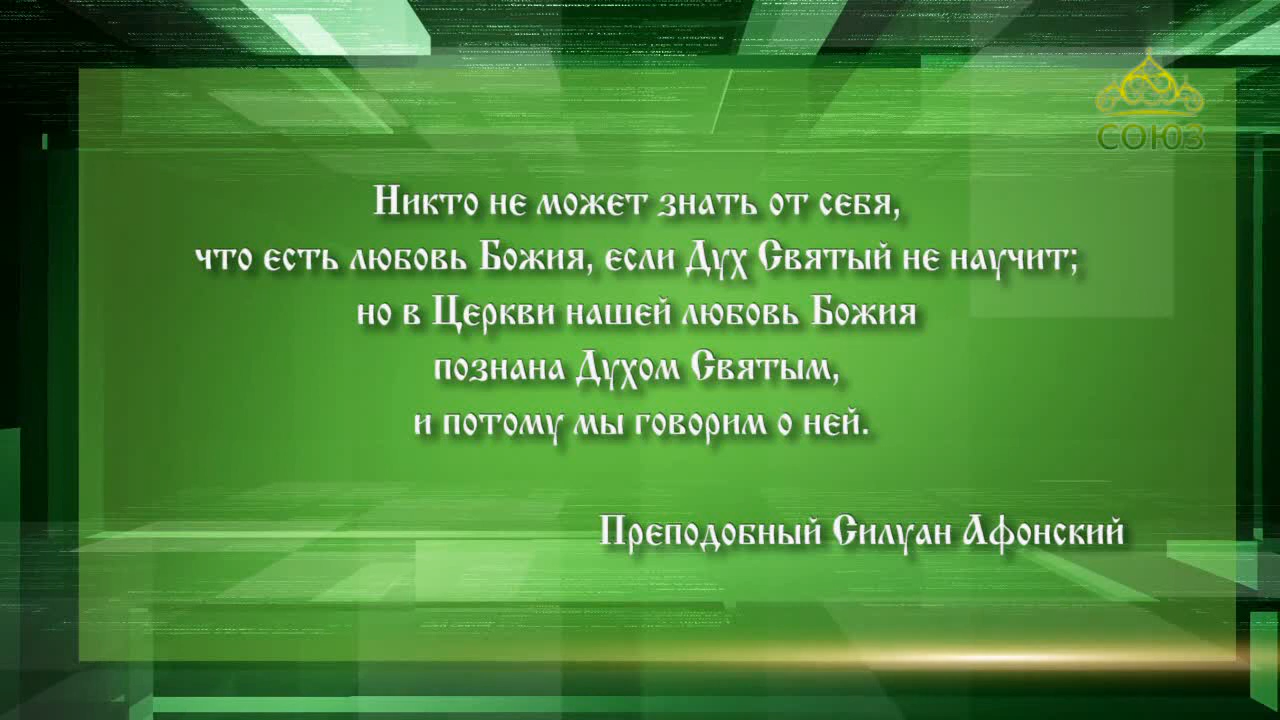 СОЮЗ
Никто не может знать от себя,
что есть любовь Божия, если Дух Святый не научит;
но в Церкви нашей любовь Божия
познана Духом Святым,
и потому мы говорим о ней.
Преподобный Силуан Афонский